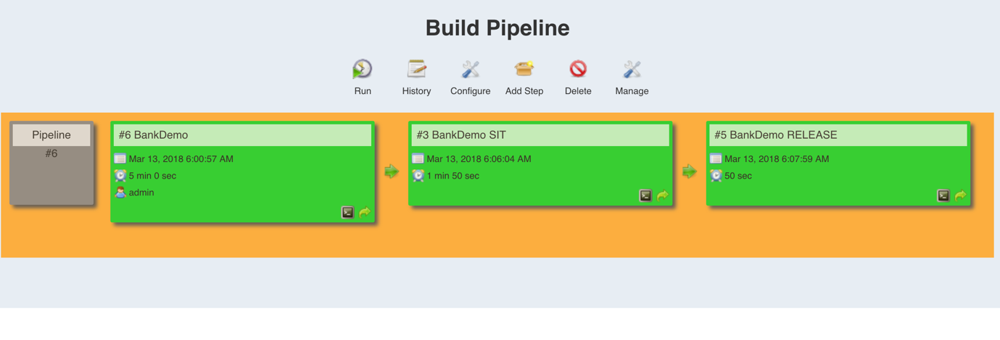 Build Pipeline
Run History Configure Add Step Delete Manage
Pipeline
#6
#6 BankDemo
Mar 13, 2018 6:00:57 AM
5 min 0 sec
admin
#3 BankDemo SIT
Mar 13, 2018 6:06:04 AM
1 min 50 sec
#5 BankDemo RELEASE
Mar 13, 2018 6:07:59 AM
50 sec